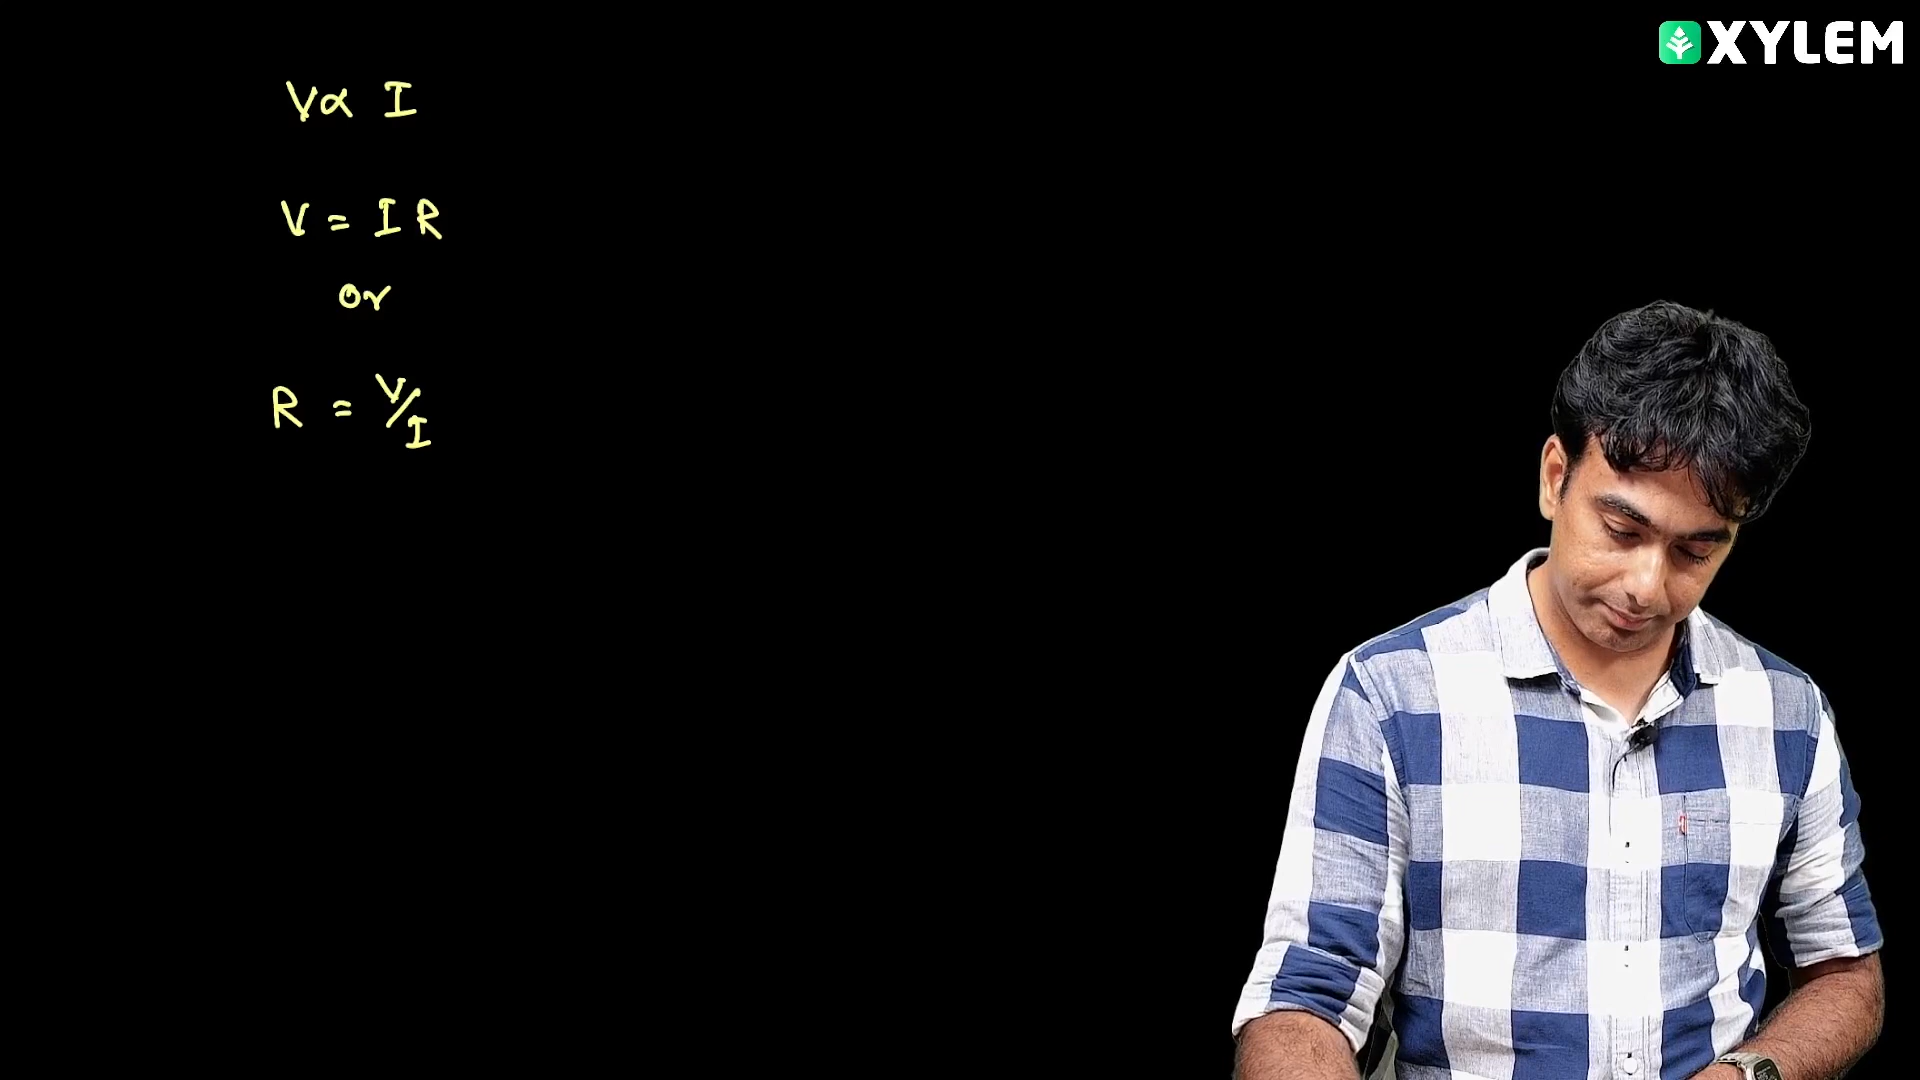 XYLEM
V ∝ I
V = I R
or
R = V/I